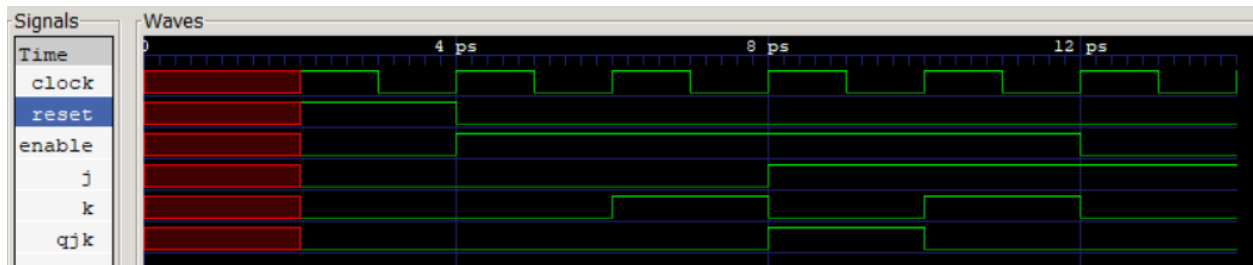 Signals
Waves
Time
0 4 ps 8 ps 12 ps
clock
reset
enable
j
k
qjk